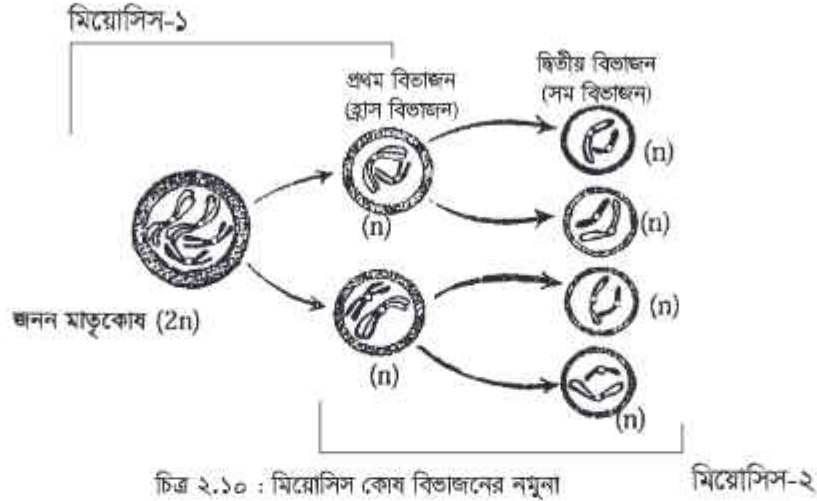 মিয়োসিস-১
প্রথম বিভাজন
(হ্রাস বিভাজন)
দ্বিতীয় বিভাজন
(সম বিভাজন)
(n)
(n)
(n)
জনন মাতৃকোষ (2n)
(n)
(n)
(n)
চিত্র ২.১০ : মিয়োসিস কোষ বিভাজনের নমুনা
মিয়োসিস-২